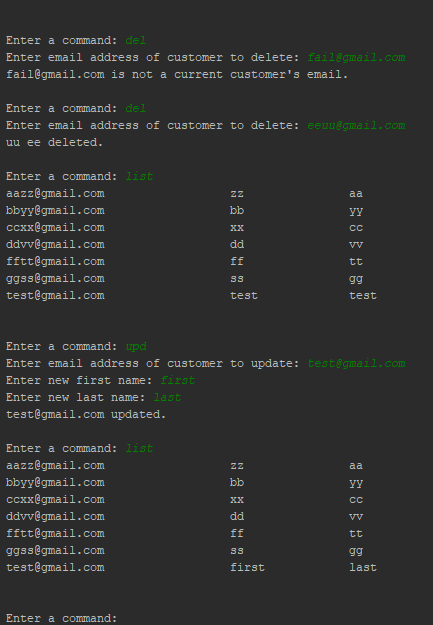 Enter a command: del
Enter email address of customer to delete: fail@gmail.com
fail@gmail.com is not a current customer's email.
Enter a command: del
Enter email address of customer to delete: eeuu@gmail.com
uu ee deleted.
Enter a command: list
aazz@gmail.com zz aa
bbyy@gmail.com bb yy
ccxx@gmail.com xx cc
ddvv@gmail.com dd vv
fftt@gmail.com ff tt
ggss@gmail.com ss gg
test@gmail.com test test
Enter a command: upd
Enter email address of customer to update: test@gmail.com
Enter new first name: first
Enter new last name: last
test@gmail.com updated.
Enter a command: list
aazz@gmail.com zz aa
bbyy@gmail.com bb yy
ccxx@gmail.com xx cc
ddvv@gmail.com dd vv
fftt@gmail.com ff tt
ggss@gmail.com ss gg
test@gmail.com first last
Enter a command: